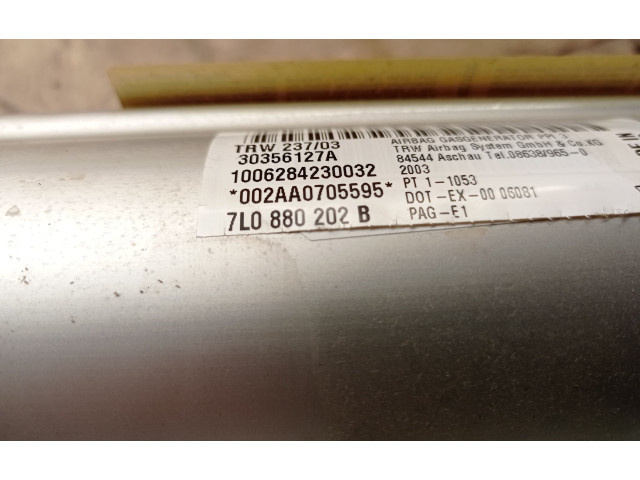 TRW 237/03
30356127A
1006284230032
*002AA0705595*
7L0 880 202 B
AIRBAG GASGENERATOR PH-3
TRW Airbag System GmbH & Co.KG
84544 Aschau Tel.08638/965-0
2003
PT 1-1053
DOT-EX-00 06081
PAG-E1